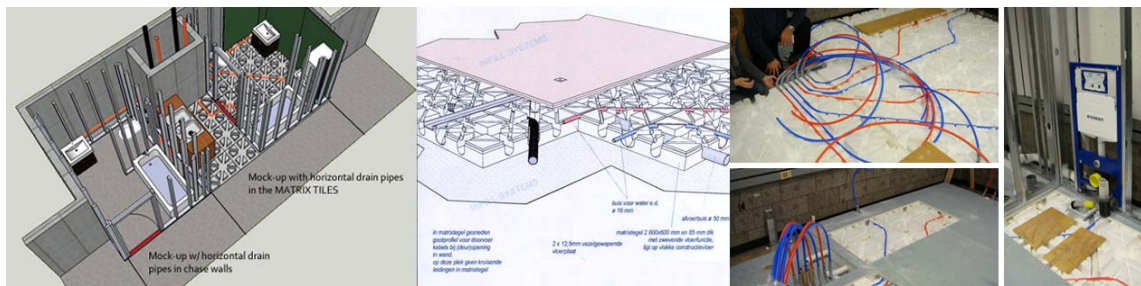 Mock-up with horizontal drain pipes
in the MATRIX TILES
Mock-up w/ horizontal drain
pipes in chase walls
INFILL SYSTEMS
INFILL SYSTEMS
buis voor water e.d.
ø 16 mm
afvoerbuis ø 50 mm
in matrixtegel gesneden
gootprofiel voor doorvoer
kabels bij (deur)opening
in wand.
op deze plek geen kruisende
leidingen in matrixtegel
2 x 12,5mm vezelgewapende
vloerplaat
matrixtegel 2 600x600 mm en 85 mm dik
met zwevende vloerfunctie,
ligt op vlakke constructievloer